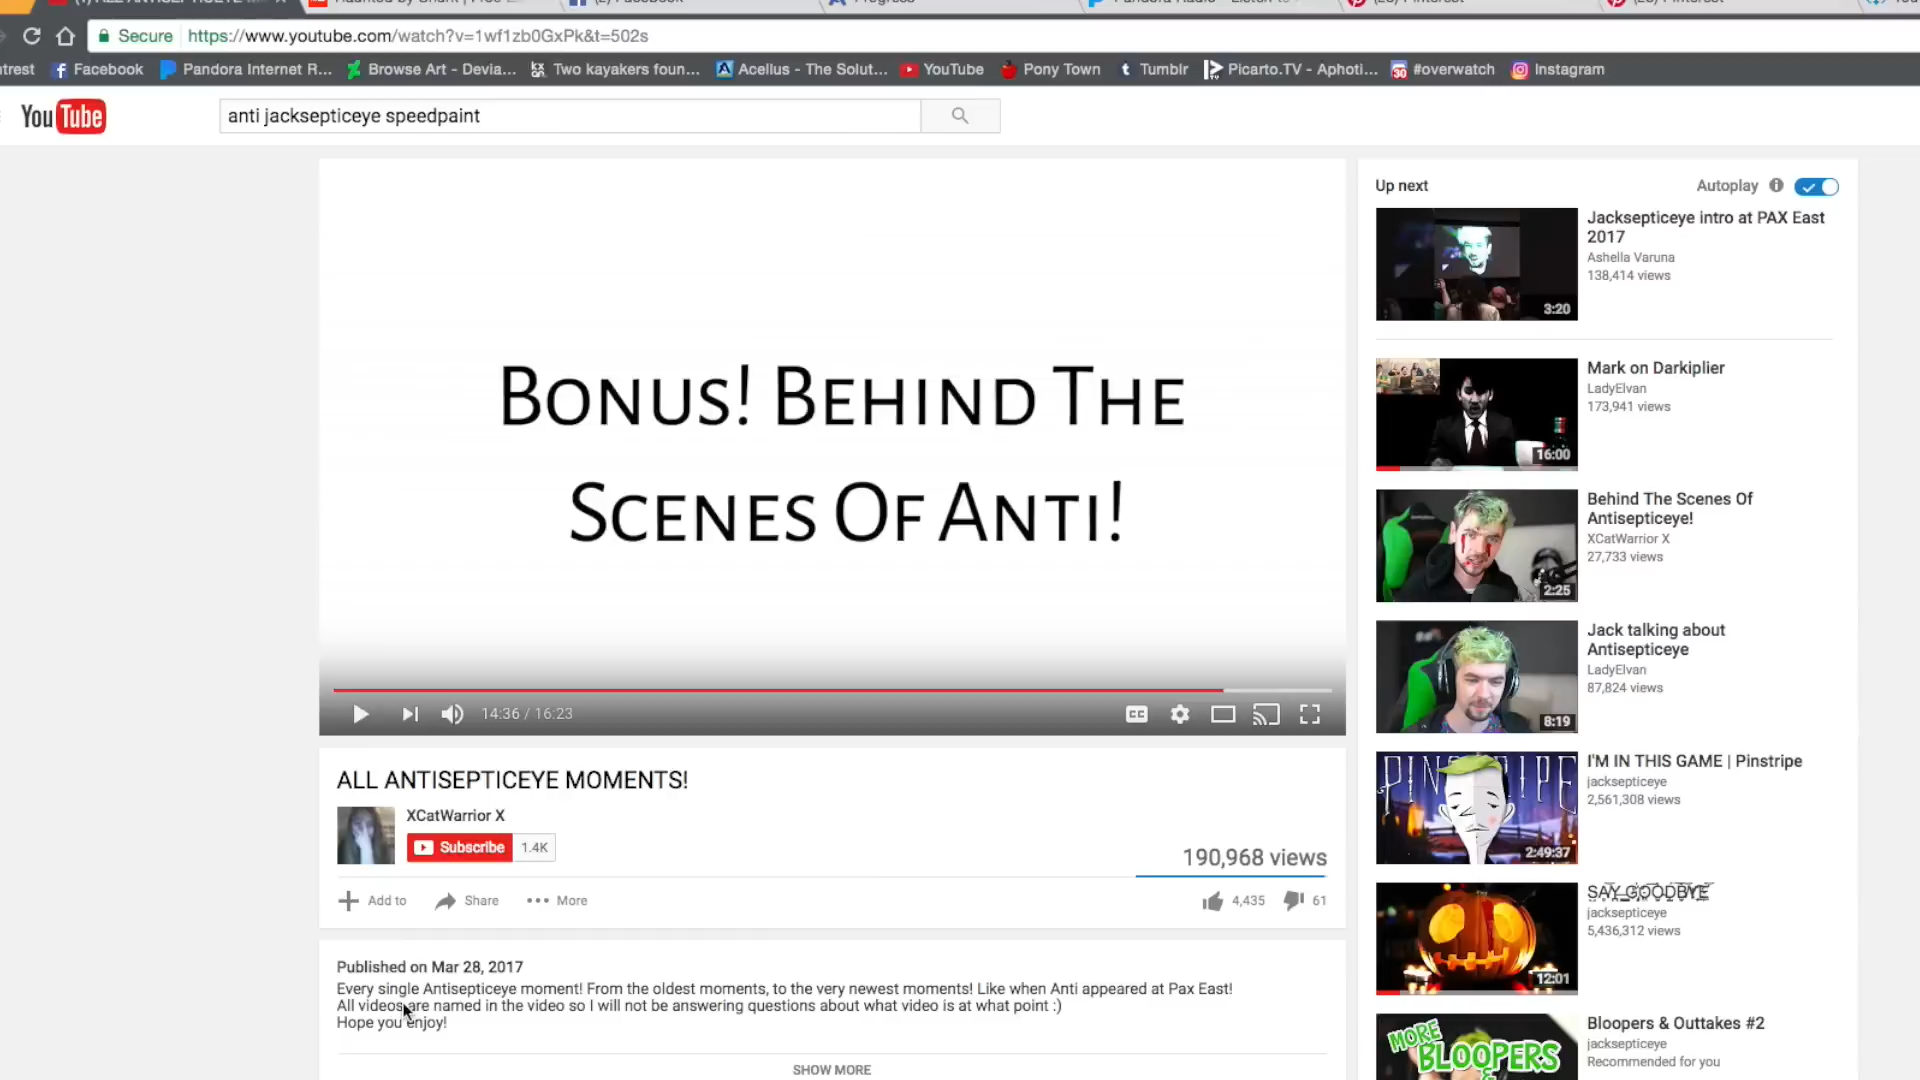 Secure https://www.youtube.com/watch?v=1wf1zb0GxPk&t=502s
trest Facebook Pandora Internet R... Browse Art - Devia... Two kayakers foun... Acellus - The Solut... YouTube Pony Town Tumblr Picarto.TV - Aphoti... #overwatch Instagram
YouTube
anti jacksepticeye speedpaint
BONUS! BEHIND THE
SCENES OF ANTI!
14:36 / 16:23
CC
ALL ANTISEPTICEYE MOMENTS!
XCatWarrior X
Subscribe 1.4K
190,968 views
Add to Share More 4,435 61
Published on Mar 28, 2017
Every single Antisepticeye moment! From the oldest moments, to the very newest moments! Like when Anti appeared at Pax East!
All videos are named in the video so I will not be answering questions about what video is at what point :)
Hope you enjoy!
SHOW MORE
Up next Autoplay
Jacksepticeye intro at PAX East
2017
Ashella Varuna
138,414 views
3:20
Mark on Darkiplier
LadyElvan
173,941 views
16:00
Behind The Scenes Of
Antisepticeye!
XCatWarrior X
27,733 views
2:25
Jack talking about
Antisepticeye
LadyElvan
87,824 views
8:19
I'M IN THIS GAME | Pinstripe
jacksepticeye
2,561,308 views
2:49:37
SAY GOODBYE
jacksepticeye
5,436,312 views
12:01
Bloopers & Outtakes #2
jacksepticeye
Recommended for you
MORE
BLOOPERS
&